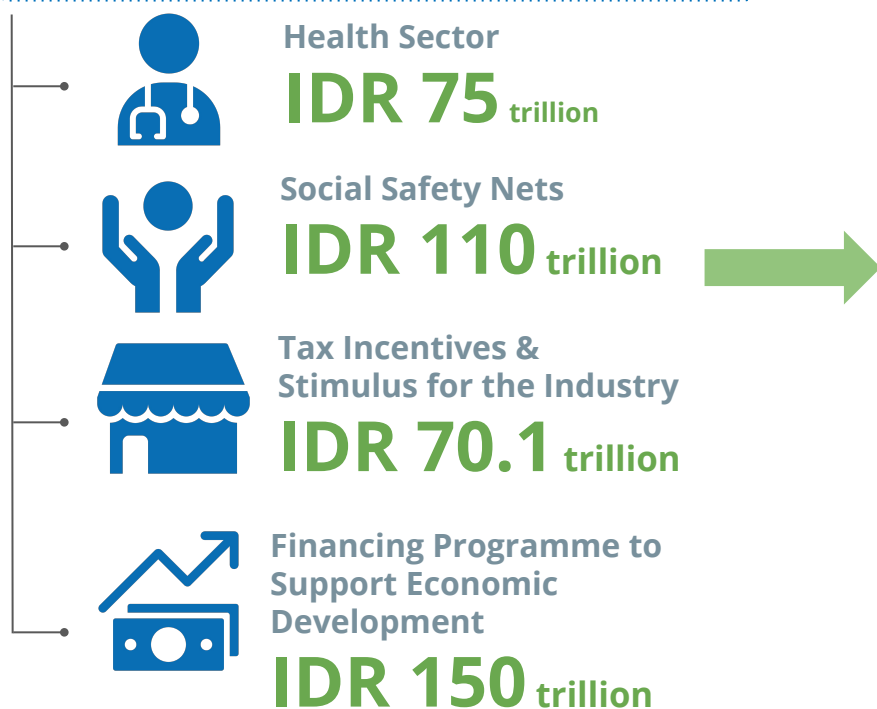 Health Sector
IDR 75 trillion
Social Safety Nets
IDR 110 trillion
Tax Incentives &
Stimulus for the Industry
IDR 70.1 trillion
Financing Programme to
Support Economic
Development
IDR 150 trillion